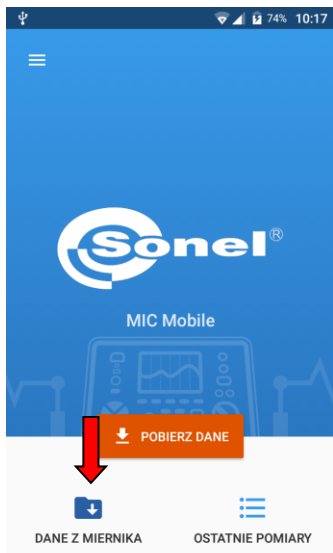 74% 10:17
Sonel®
MIC Mobile
POBIERZ DANE
DANE Z MIERNIKA
OSTATNIE POMIARY